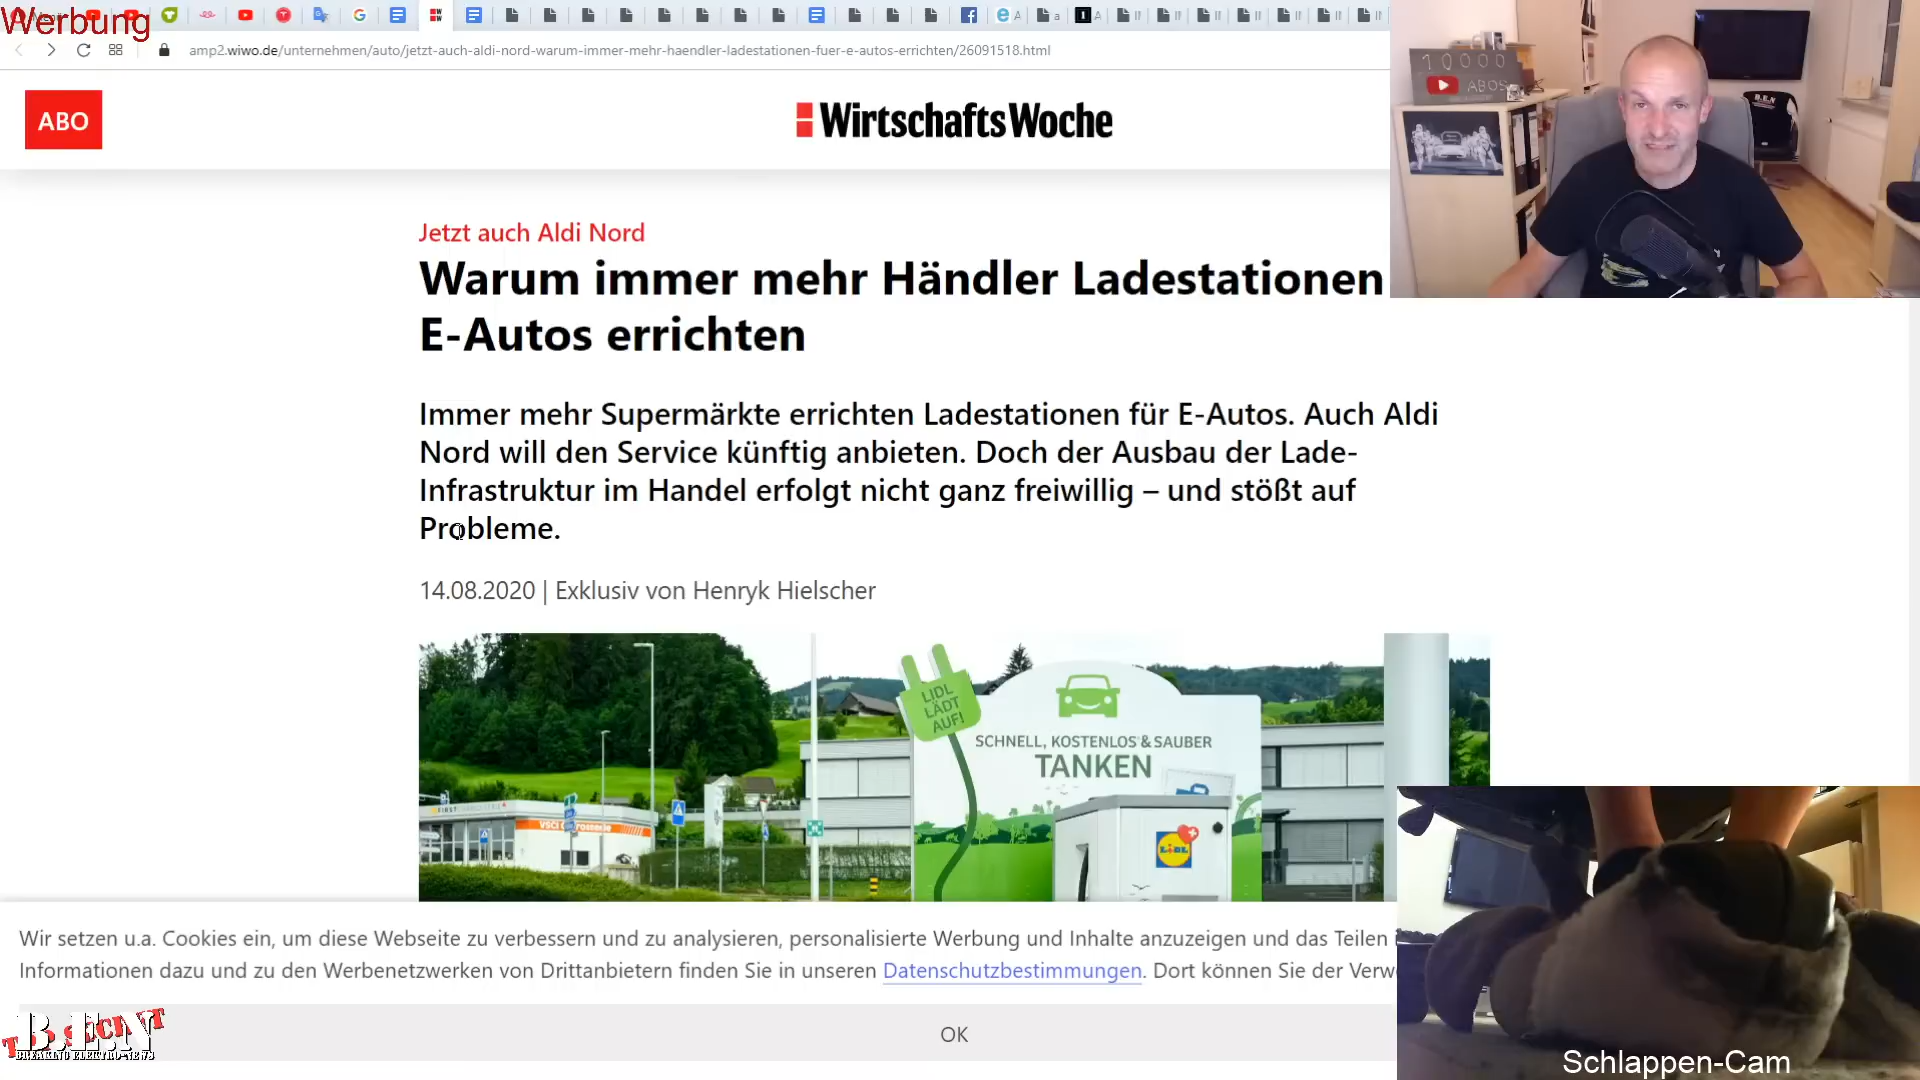 Werbung
amp2.wiwo.de/unternehmen/auto/jetzt-auch-aldi-nord-warum-immer-mehr-haendler-ladestationen-fuer-e-autos-errichten/26091518.html
10000
ABOS
B.E.N
ABO
WirtschaftsWoche
Jetzt auch Aldi Nord
Warum immer mehr Händler Ladestationen
E-Autos errichten
Immer mehr Supermärkte errichten Ladestationen für E-Autos. Auch Aldi
Nord will den Service künftig anbieten. Doch der Ausbau der Lade-
Infrastruktur im Handel erfolgt nicht ganz freiwillig – und stößt auf
Probleme.
14.08.2020 | Exklusiv von Henryk Hielscher
LIDL
LÄDT
AUF!
SCHNELL, KOSTENLOS & SAUBER
TANKEN
LIDL
Wir setzen u.a. Cookies ein, um diese Webseite zu verbessern und zu analysieren, personalisierte Werbung und Inhalte anzuzeigen und das Teilen
Informationen dazu und zu den Werbenetzwerken von Drittanbietern finden Sie in unseren Datenschutzbestimmungen. Dort können Sie der Verw
OK
B.E.N
BREAKING ELEKTRO-NEWS
Schlappen-Cam